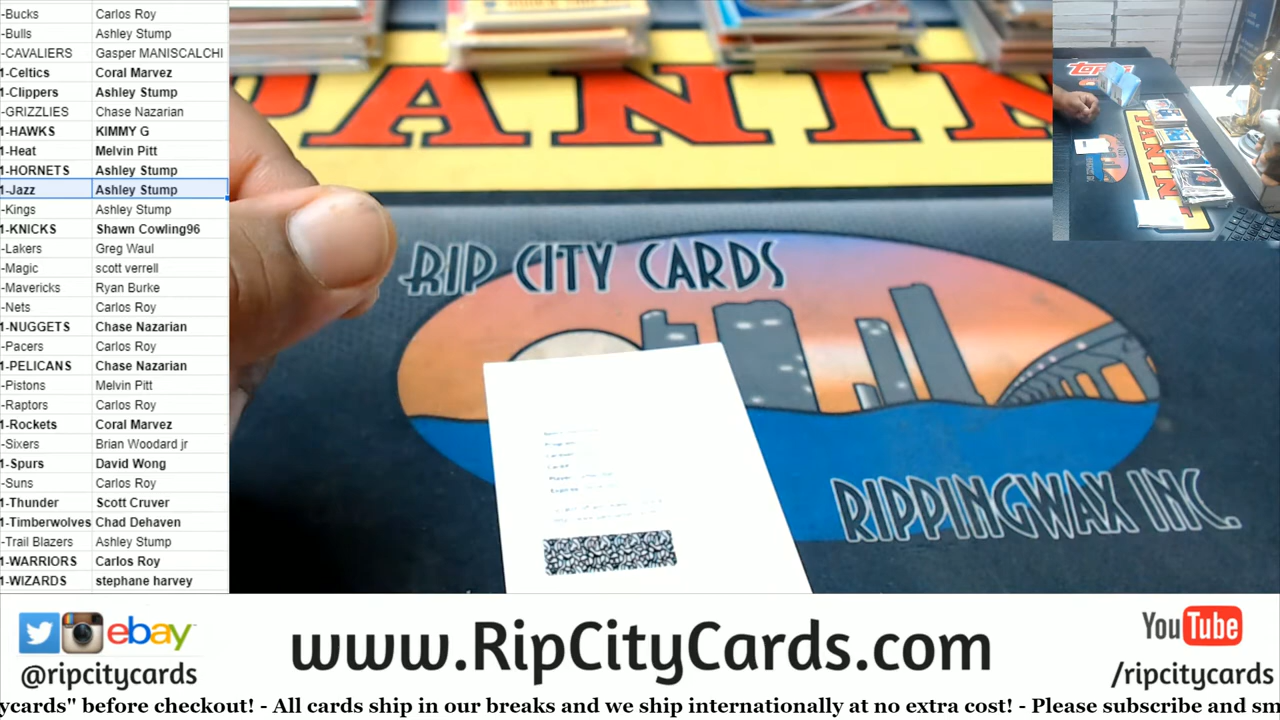 -Bucks Carlos Roy
-Bulls Ashley Stump
-CAVALIERS Gasper MANISCALCHI
1-Celtics Coral Marvez
1-Clippers Ashley Stump
-GRIZZLIES Chase Nazarian
1-HAWKS KIMMY G
1-Heat Melvin Pitt
1-HORNETS Ashley Stump
1-Jazz Ashley Stump
-Kings Ashley Stump
1-KNICKS Shawn Cowling96
-Lakers Greg Waul
-Magic scott verrell
-Mavericks Ryan Burke
-Nets Carlos Roy
1-NUGGETS Chase Nazarian
-Pacers Carlos Roy
1-PELICANS Chase Nazarian
-Pistons Melvin Pitt
-Raptors Carlos Roy
1-Rockets Coral Marvez
-Sixers Brian Woodard jr
1-Spurs David Wong
-Suns Carlos Roy
1-Thunder Scott Cruver
1-Timberwolves Chad Dehaven
-Trail Blazers Ashley Stump
1-WARRIORS Carlos Roy
1-WIZARDS stephane harvey
PANINI
RIP CITY CARDS
RIPPINGWAX INC.
Topps
PANINI
ebay
@ripcitycards
www.RipCityCards.com
YouTube
/ripcitycards
ycards" before checkout! - All cards ship in our breaks and we ship internationally at no extra cost! - Please subscribe and sm